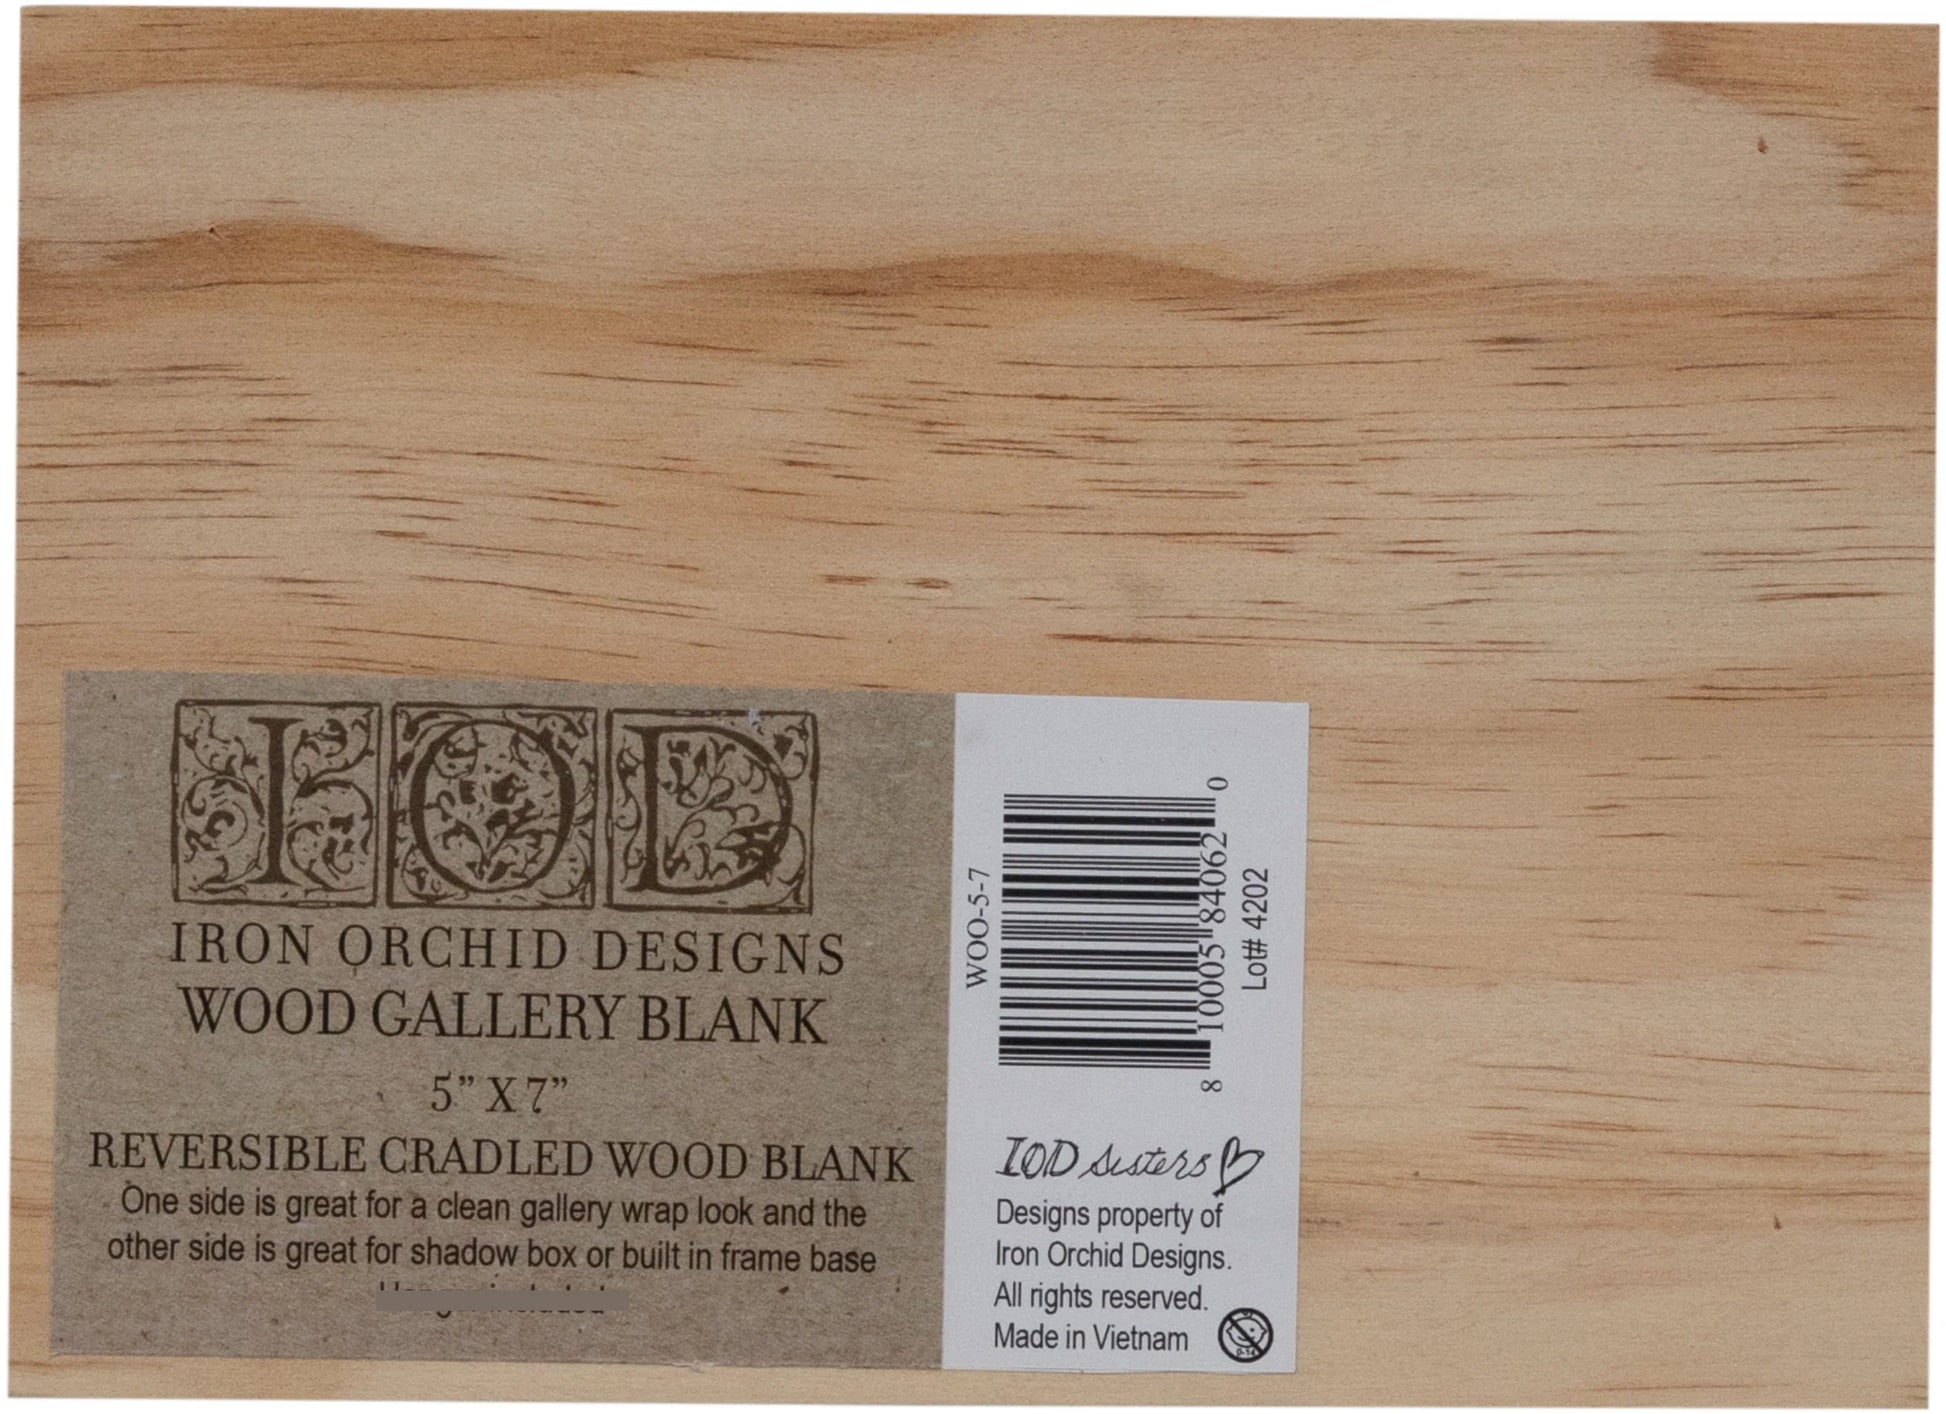 IOD
IRON ORCHID DESIGNS
WOOD GALLERY BLANK
5” X 7”
REVERSIBLE CRADLED WOOD BLANK
One side is great for a clean gallery wrap look and the
other side is great for shadow box or built in frame base
WOO-5-7
8 10005 84062 0
Lot# 4202
IOD sisters
Designs property of
Iron Orchid Designs.
All rights reserved.
Made in Vietnam